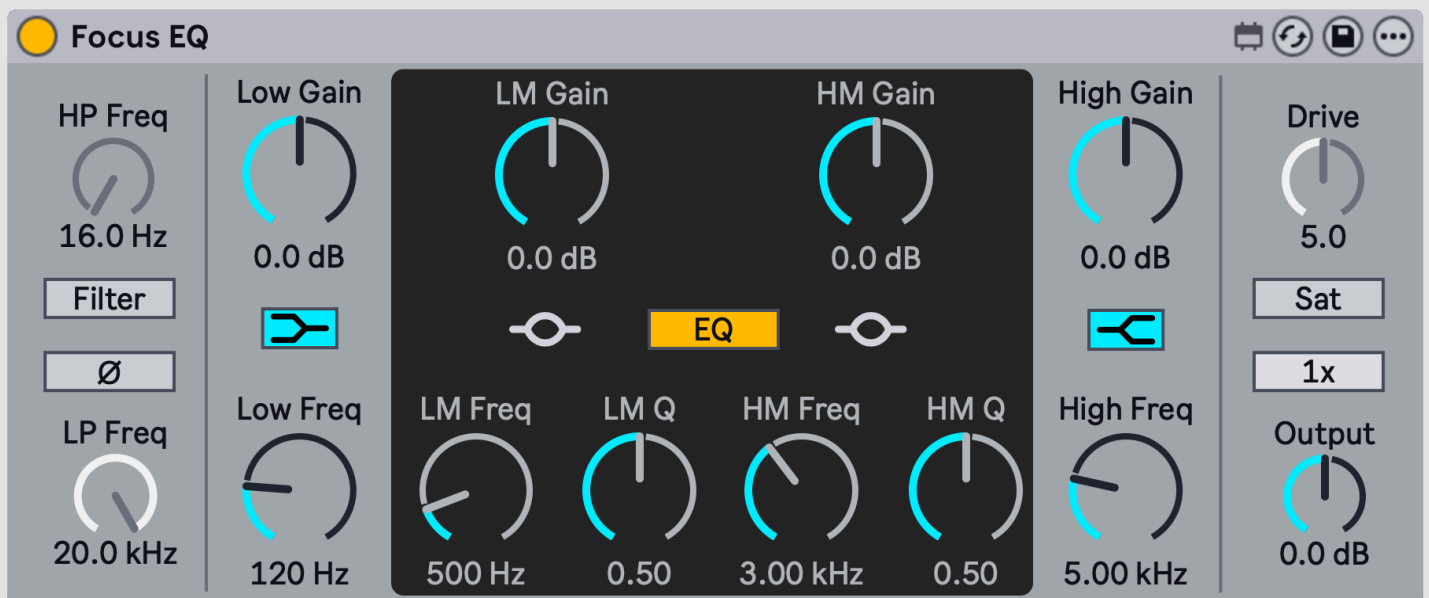 Focus EQ
HP Freq
16.0 Hz
Filter
Ø
LP Freq
20.0 kHz
Low Gain
0.0 dB
Low Freq
120 Hz
LM Gain
0.0 dB
HM Gain
0.0 dB
EQ
LM Freq
500 Hz
LM Q
0.50
HM Freq
3.00 kHz
HM Q
0.50
High Gain
0.0 dB
High Freq
5.00 kHz
Drive
5.0
Sat
1x
Output
0.0 dB